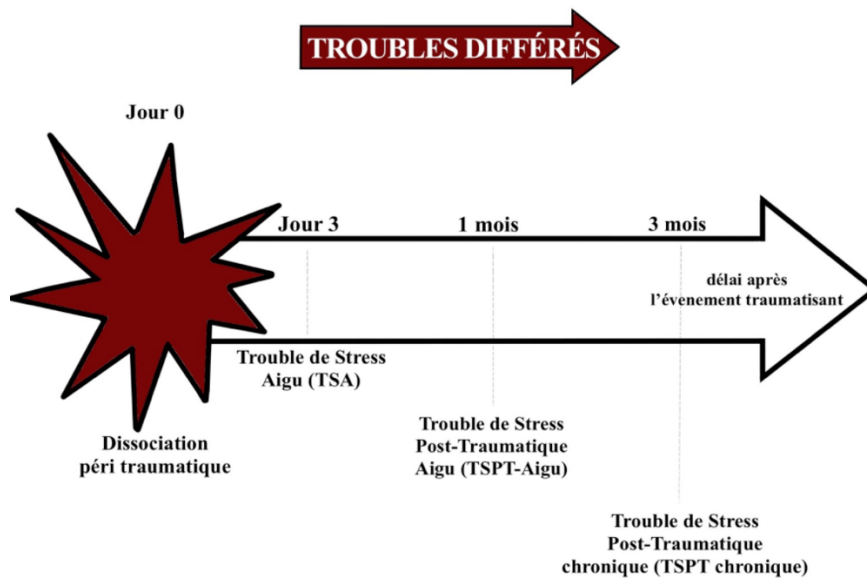 TROUBLES DIFFÉRÉS
Jour 0
Jour 3
1 mois
3 mois
délai après
l'évenement traumatisant
Trouble de Stress
Aigu (TSA)
Dissociation
péri traumatique
Trouble de Stress
Post-Traumatique
Aigu (TSPT-Aigu)
Trouble de Stress
Post-Traumatique
chronique (TSPT chronique)